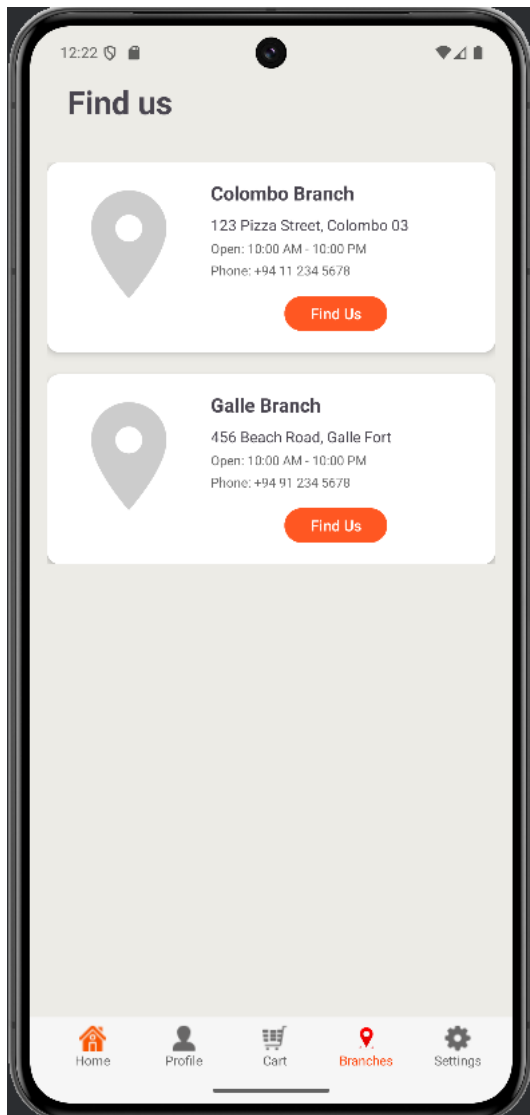 12:22
Find us
Colombo Branch
123 Pizza Street, Colombo 03
Open: 10:00 AM - 10:00 PM
Phone: +94 11 234 5678
Find Us
Galle Branch
456 Beach Road, Galle Fort
Open: 10:00 AM - 10:00 PM
Phone: +94 91 234 5678
Find Us
Home Profile Cart Branches Settings